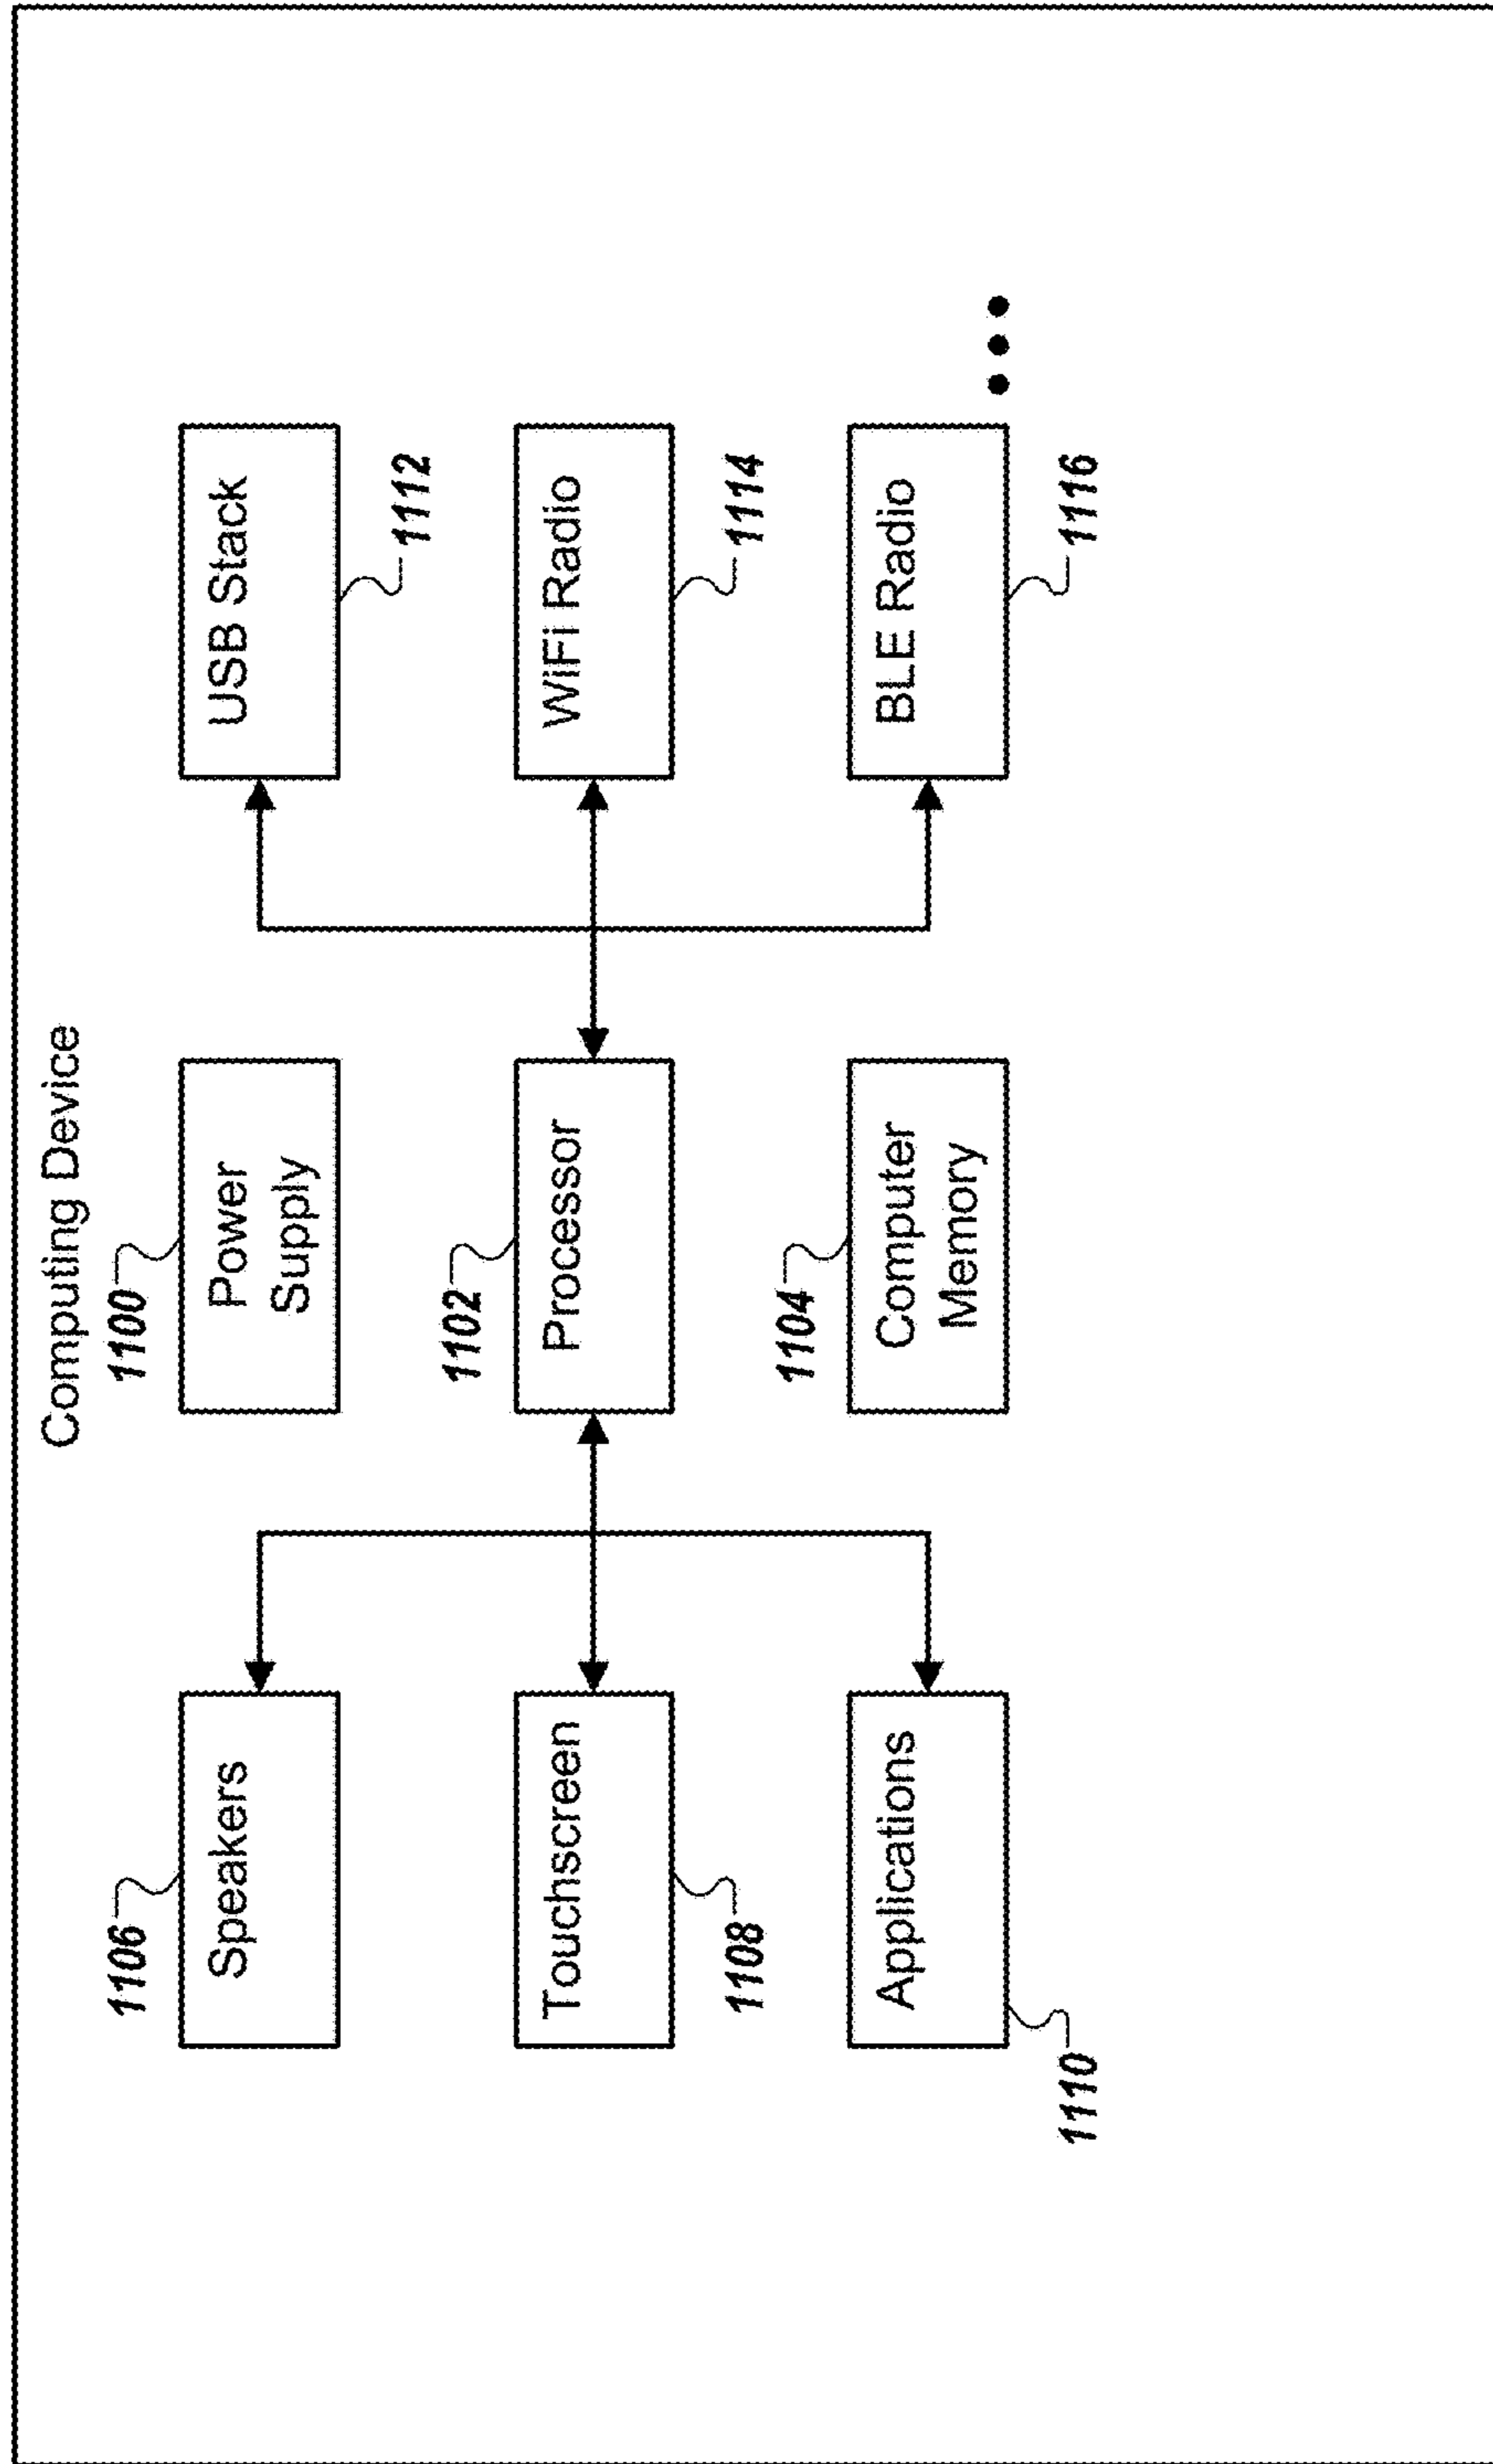 Computing Device
1106
Speakers
1100
Power
Supply
USB Stack
1112
Touchscreen
1108
1102
Processor
WiFi Radio
1114
Applications
1110
1104
Computer
Memory
BLE Radio
1116